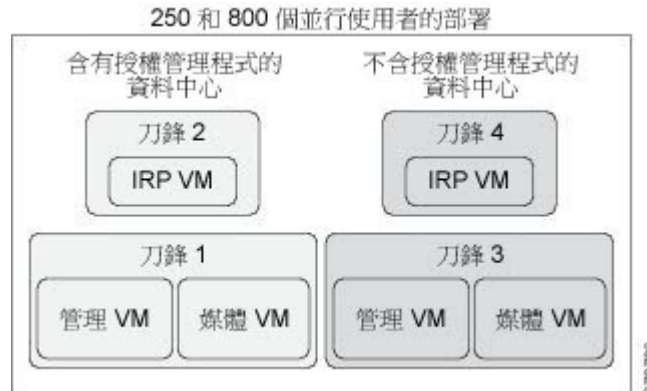 250 和 800 個並行使用者的部署
含有授權管理程式的
資料中心
不含授權管理程式的
資料中心
刀鋒 2
IRP VM
刀鋒 4
IRP VM
刀鋒 1
管理 VM
媒體 VM
刀鋒 3
管理 VM
媒體 VM